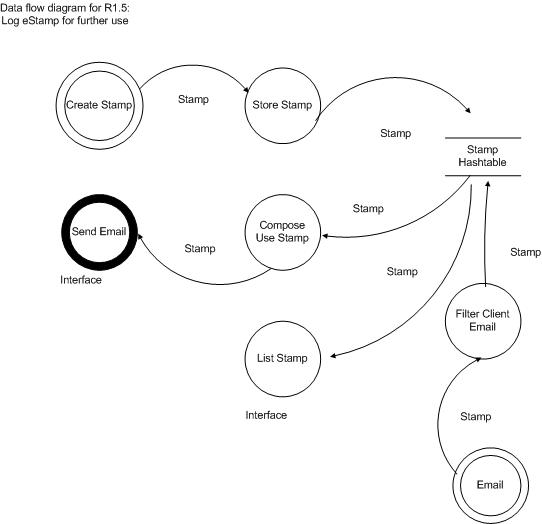 Data flow diagram for R1.5:
Log eStamp for further use
Create Stamp
Stamp
Store Stamp
Stamp
Stamp
Hashtable
Send Email
Interface
Stamp
Compose
Use Stamp
Stamp
Stamp
Stamp
Filter Client
Email
List Stamp
Interface
Stamp
Email